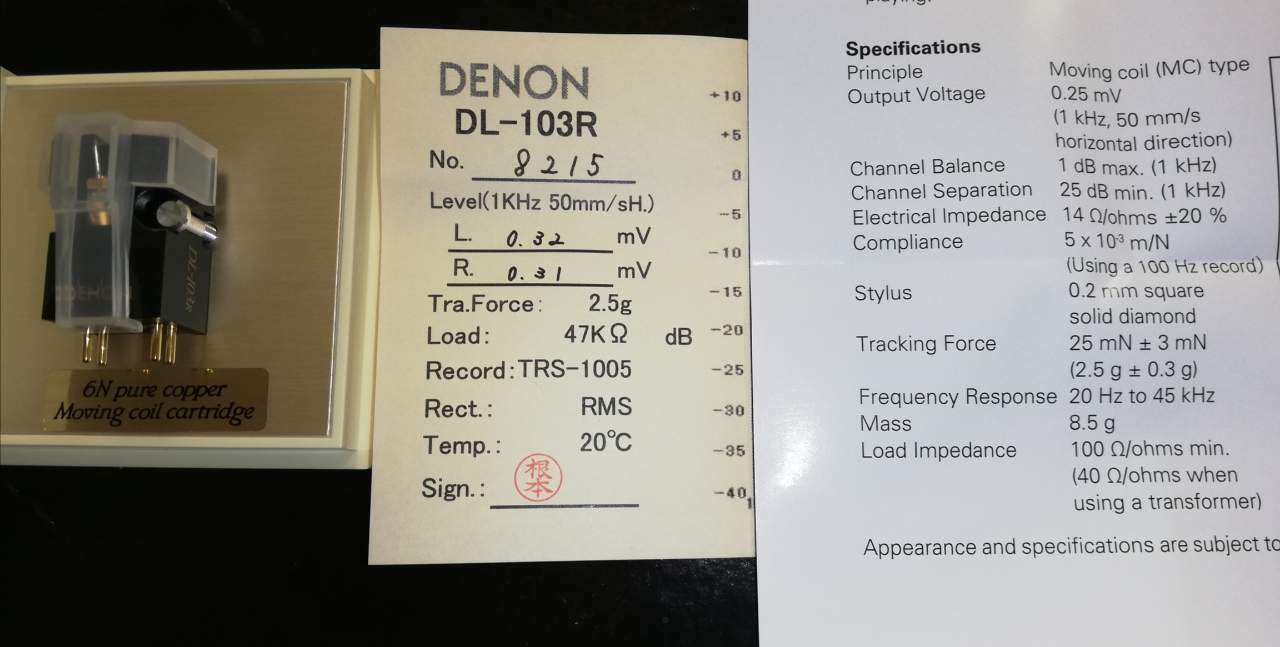 DENON
DL-103R
6N pure copper
Moving coil cartridge
DENON
DL-103R
No. 8215
Level(1KHz 50mm/sH.)
L. 0.32 mV
R. 0.31 mV
Tra.Force: 2.5g
Load: 47KΩ
Record: TRS-1005
Rect.: RMS
Temp.: 20℃
Sign.: 根本
+10
+5
0
-5
-10
-15
dB -20
-25
-30
-35
-40
playing.
Specifications
Principle Moving coil (MC) type
Output Voltage 0.25 mV
(1 kHz, 50 mm/s
horizontal direction)
Channel Balance 1 dB max. (1 kHz)
Channel Separation 25 dB min. (1 kHz)
Electrical Impedance 14 Ω/ohms ±20 %
Compliance 5 x 10-3 m/N
(Using a 100 Hz record)
Stylus 0.2 mm square
solid diamond
Tracking Force 25 mN ± 3 mN
(2.5 g ± 0.3 g)
Frequency Response 20 Hz to 45 kHz
Mass 8.5 g
Load Impedance 100 Ω/ohms min.
(40 Ω/ohms when
using a transformer)
Appearance and specifications are subject to